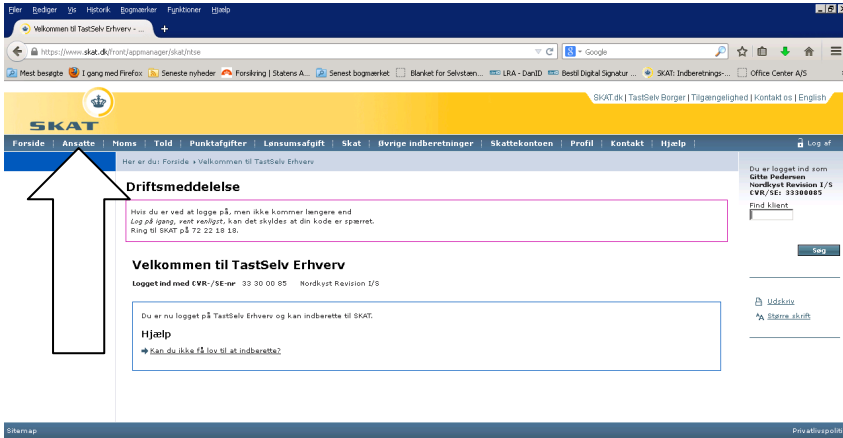 Filer Rediger Vis Historik Bogmærker Funktioner Hjælp
Velkommen til TastSelv Erhverv - ... +
https://www.skat.dk/front/appmanager/skat/ntse Google
Mest besøgte I gang med Firefox Seneste nyheder Forsikring | Statens A... Senest bogmærket Blanket for Selvstæn... LRA - DanID Bestil Digital Signatur ... SKAT: Indberetnings-... Office Center A/S
SKAT.dk | TastSelv Borger | Tilgængelighed | Kontakt os | English
SKAT
Forside Ansatte Moms Told Punktafgifter Lønsumsafgift Skat Øvrige indberetninger Skattekontoen Profil Kontakt Hjælp Log af
Her er du: Forside › Velkommen til TastSelv Erhverv
Driftsmeddelelse
Hvis du er ved at logge på, men ikke kommer længere end
Log på igang, vent venligst, kan det skyldes at din kode er spærret.
Ring til SKAT på 72 22 18 18.
Velkommen til TastSelv Erhverv
Logget ind med CVR-/SE-nr 33 30 00 85 Nordkyst Revision I/S
Du er nu logget på TastSelv Erhverv og kan indberette til SKAT.
Hjælp
Kan du ikke få lov til at indberette?
Du er logget ind som
Gitte Pedersen
Nordkyst Revision I/S
CVR/SE: 33300085
Find klient
Søg
Udskriv
AA Større skrift
Sitemap Privatlivspoliti